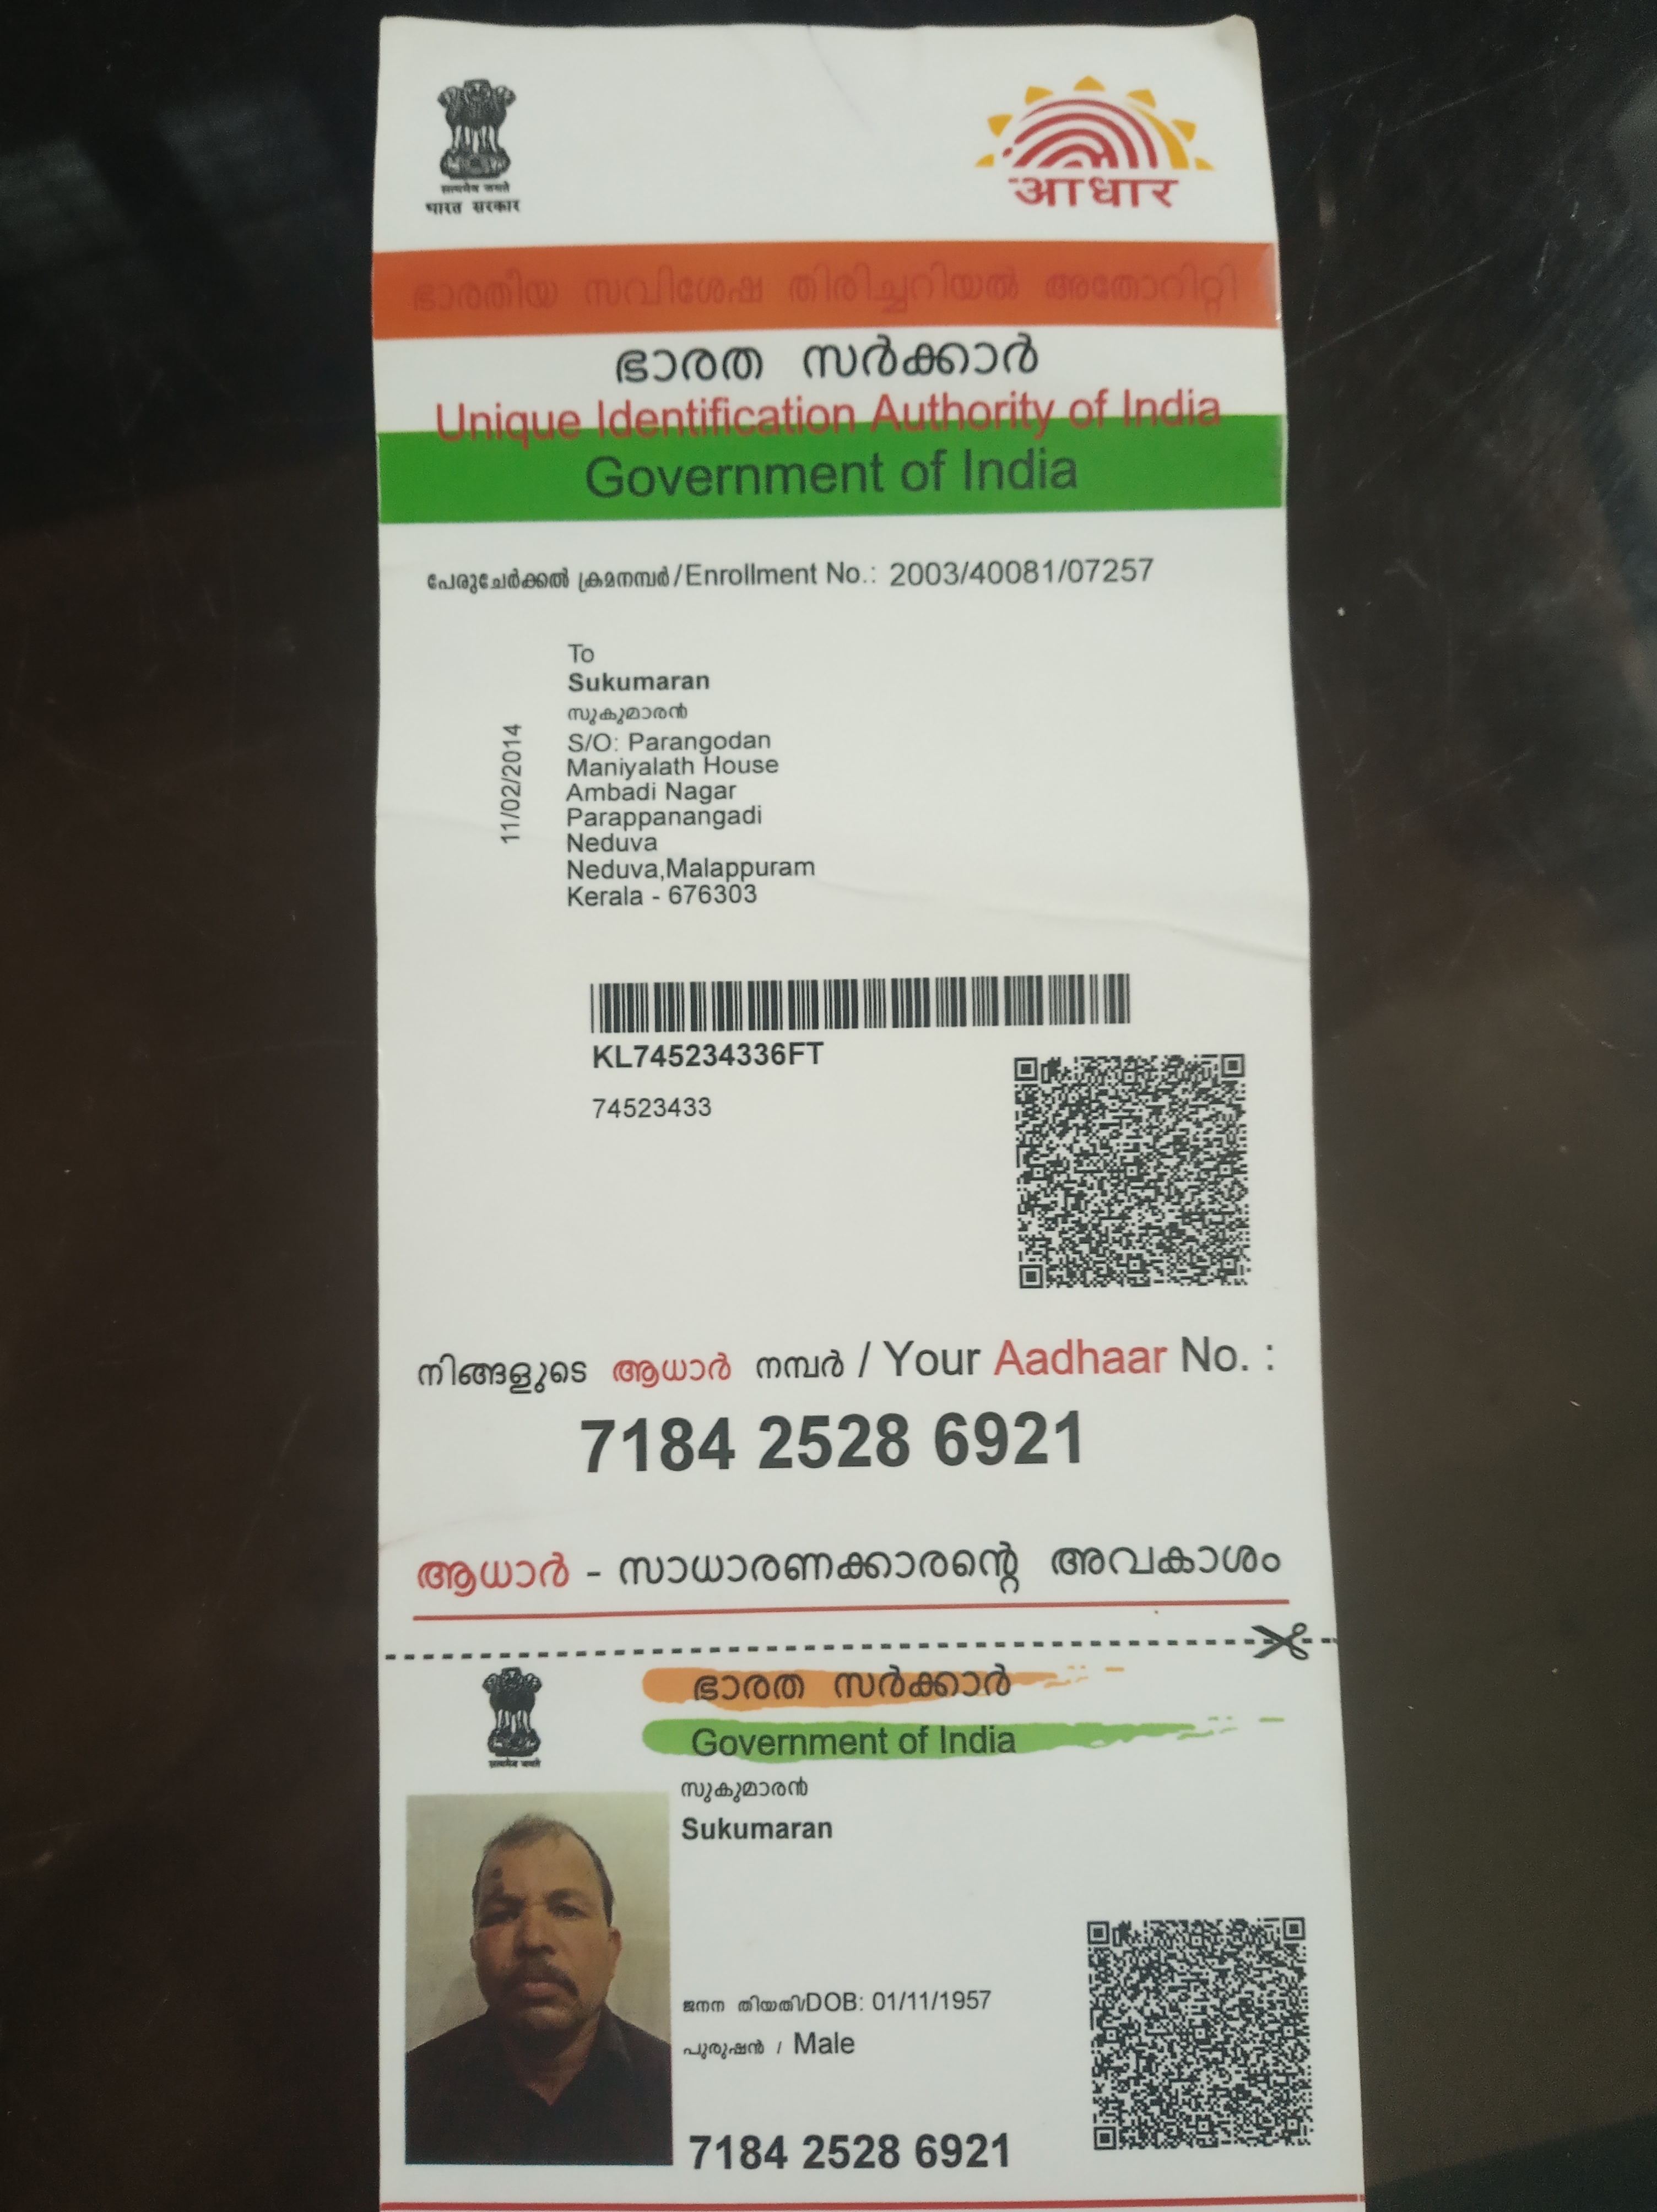 सत्यमेव जयते
भारत सरकार
आधार
ഭാരതീയ സവിശേഷ തിരിച്ചറിയൽ അതോറിറ്റി
ഭാരത സർക്കാർ
Unique Identification Authority of India
Government of India
പേരുചേർക്കൽ ക്രമനമ്പർ/Enrollment No.: 2003/40081/07257
To
Sukumaran
സുകുമാരൻ
S/O: Parangodan
Maniyalath House
Ambadi Nagar
Parappanangadi
Neduva
Neduva,Malappuram
Kerala - 676303
11/02/2014
KL745234336FT
74523433
നിങ്ങളുടെ ആധാർ നമ്പർ / Your Aadhaar No. :
7184 2528 6921
ആധാർ - സാധാരണക്കാരന്റെ അവകാശം
ഭാരത സർക്കാർ
Government of India
सत्यमेव जयते
സുകുമാരൻ
Sukumaran
ജനന തിയതി/DOB: 01/11/1957
പുരുഷൻ / Male
7184 2528 6921